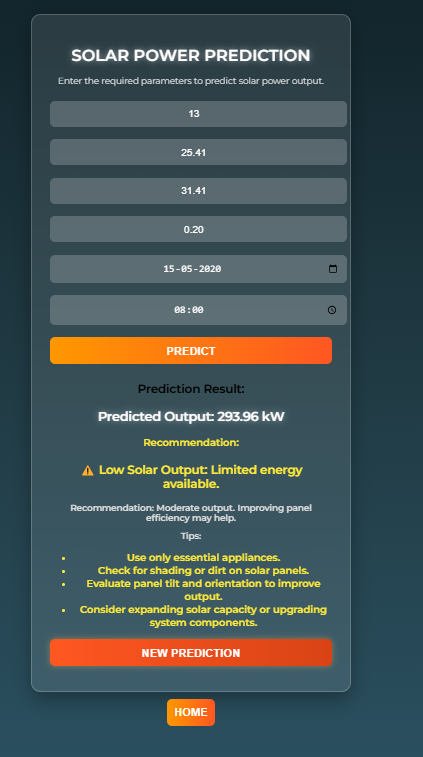 SOLAR POWER PREDICTION
Enter the required parameters to predict solar power output.
13
25.41
31.41
0.20
15-05-2020
08:00
PREDICT
Prediction Result:
Predicted Output: 293.96 kW
Recommendation:
⚠️ Low Solar Output: Limited energy
available.
Recommendation: Moderate output. Improving panel
efficiency may help.
Tips:
• Use only essential appliances.
• Check for shading or dirt on solar panels.
• Evaluate panel tilt and orientation to improve
output.
• Consider expanding solar capacity or upgrading
system components.
NEW PREDICTION
HOME